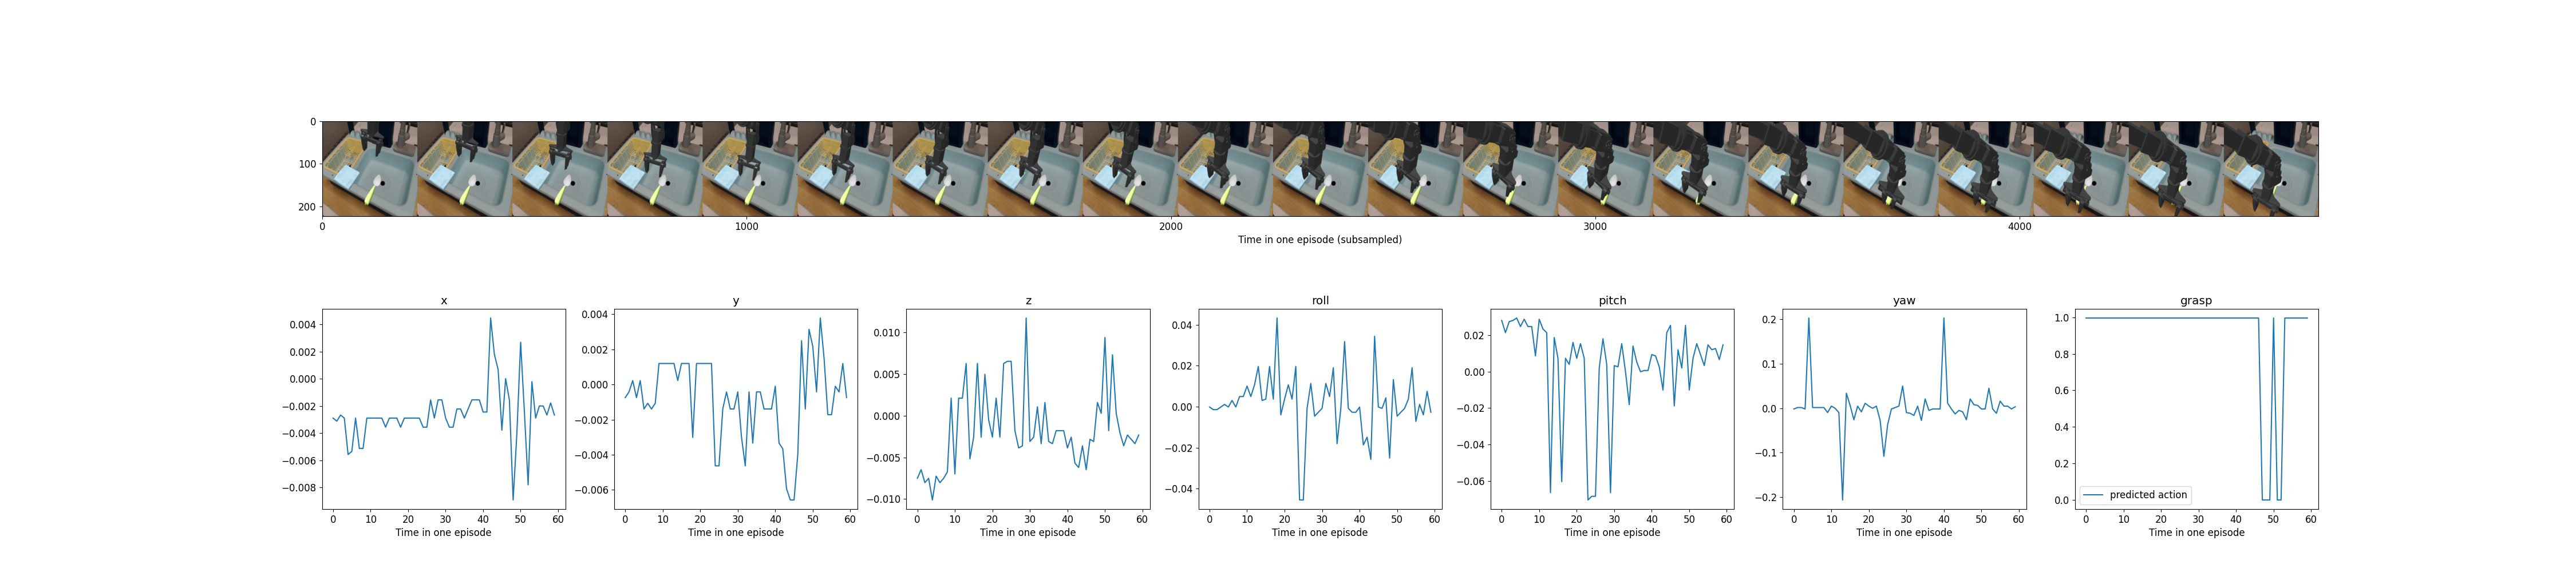 0
100
200
0 1000 2000 3000 4000
Time in one episode (subsampled)
x y z roll pitch yaw grasp
0.004
0.002
0.000
−0.002
−0.004
−0.006
−0.008
0 10 20 30 40 50 60
Time in one episode
0.004
0.002
0.000
−0.002
−0.004
−0.006
0 10 20 30 40 50 60
Time in one episode
0.010
0.005
0.000
−0.005
−0.010
0 10 20 30 40 50 60
Time in one episode
0.04
0.02
0.00
−0.02
−0.04
0 10 20 30 40 50 60
Time in one episode
0.02
0.00
−0.02
−0.04
−0.06
0 10 20 30 40 50 60
Time in one episode
0.2
0.1
0.0
−0.1
−0.2
0 10 20 30 40 50 60
Time in one episode
1.0
0.8
0.6
0.4
0.2
0.0
predicted action
0 10 20 30 40 50 60
Time in one episode